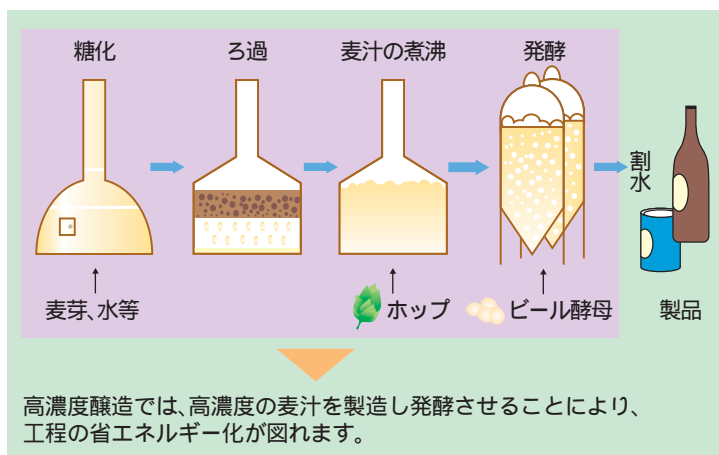 糖化
ろ過
麦汁の煮沸
発酵
割水
麦芽、水等
ホップ
ビール酵母
製品
高濃度醸造では、高濃度の麦汁を製造し発酵させることにより、
工程の省エネルギー化が図れます。